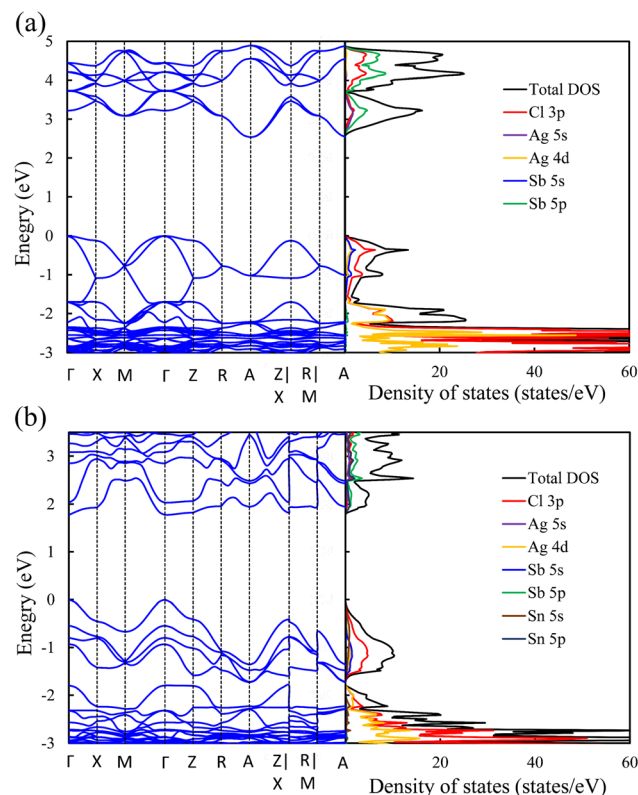 (a)
Enegry (eV)
5
4
3
2
1
0
-1
-2
-3
Γ X M Γ Z R A Z| R| A
X M
Total DOS
Cl 3p
Ag 5s
Ag 4d
Sb 5s
Sb 5p
0 20 40 60
Density of states (states/eV)
(b)
Enegry (eV)
3
2
1
0
-1
-2
-3
Γ X M Γ Z R A Z| R| A
X M
Total DOS
Cl 3p
Ag 5s
Ag 4d
Sb 5s
Sb 5p
Sn 5s
Sn 5p
0 20 40 60
Density of states (states/eV)